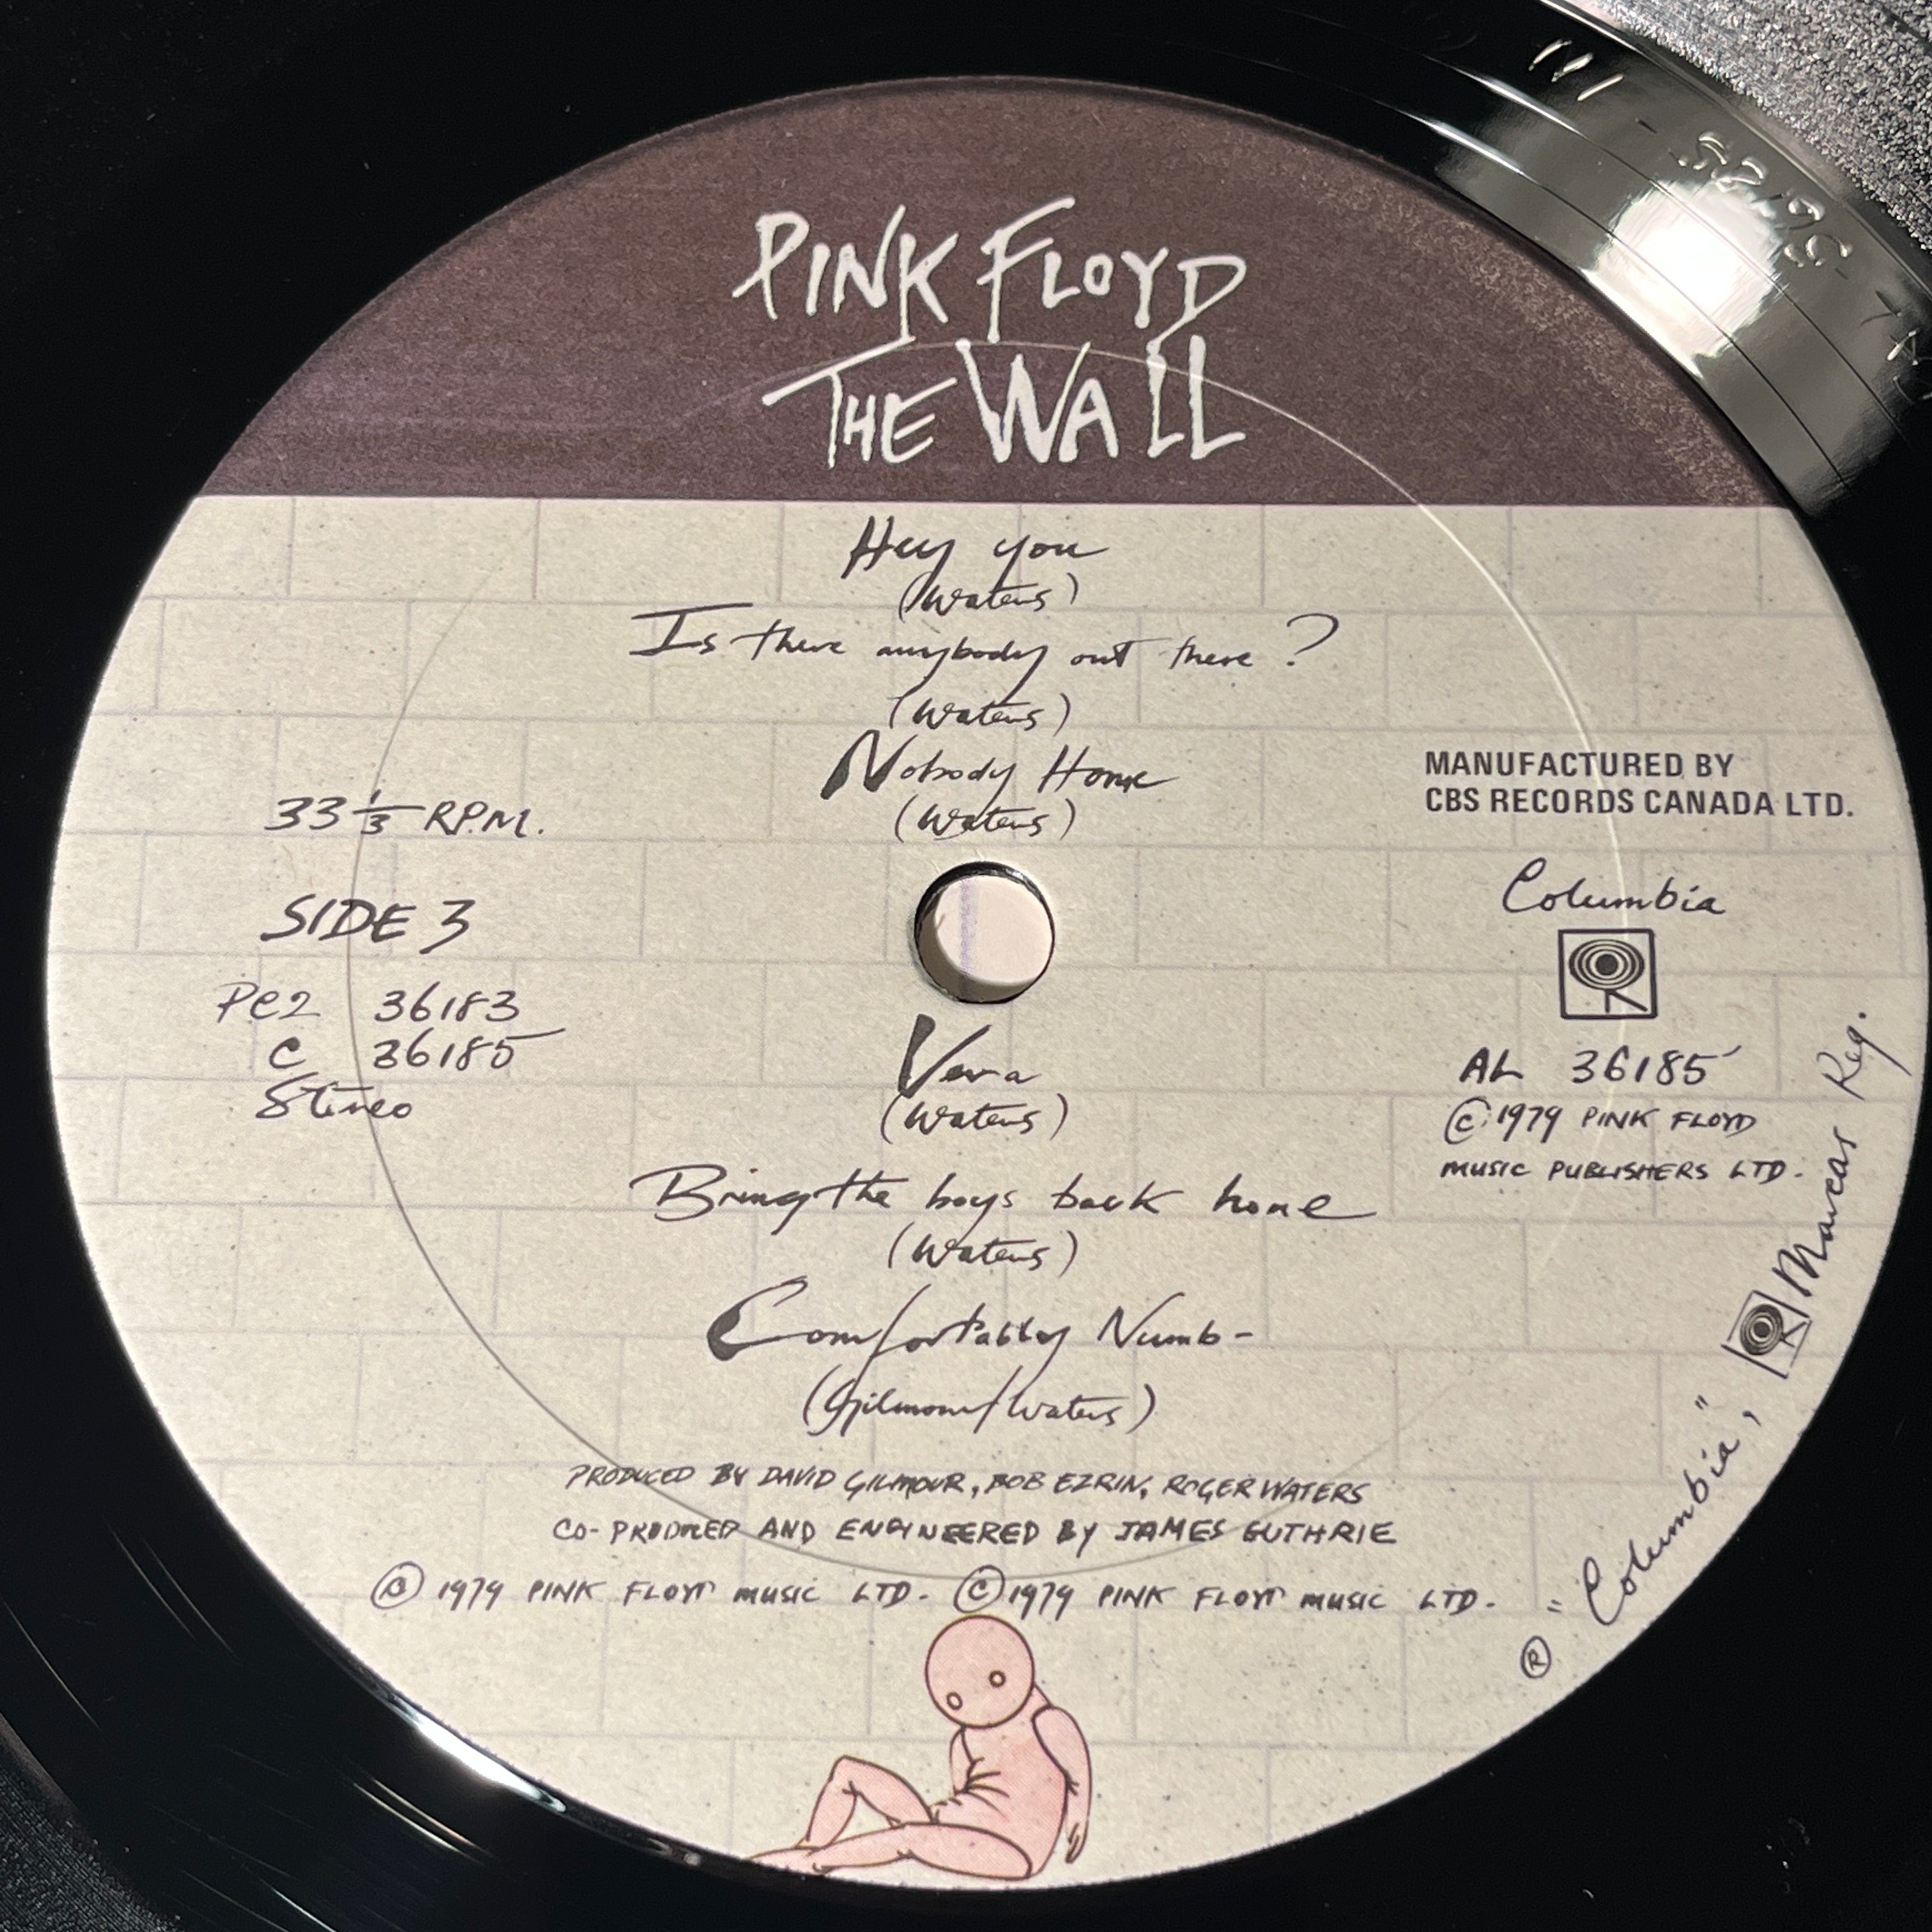 PINK FLOYD
THE WALL
Hey you
(Waters)
Is there anybody out there?
(Waters)
Nobody Home
(Waters)
33 1/3 R.P.M.
SIDE 3
PC2 36183
C 36185
Stereo
MANUFACTURED BY
CBS RECORDS CANADA LTD.
Columbia
AL 36185
© 1979 PINK FLOYD
MUSIC PUBLISHERS LTD.
Vera
(Waters)
Bring the boys back home
(Waters)
Comfortably Numb-
(Gilmour/Waters)
PRODUCED BY DAVID GILMOUR, BOB EZRIN, ROGER WATERS
CO-PRODUCED AND ENGINEERED BY JAMES GUTHRIE
℗ 1979 PINK FLOYD MUSIC LTD. © 1979 PINK FLOYD MUSIC LTD.
® "Columbia", Marcas Reg.